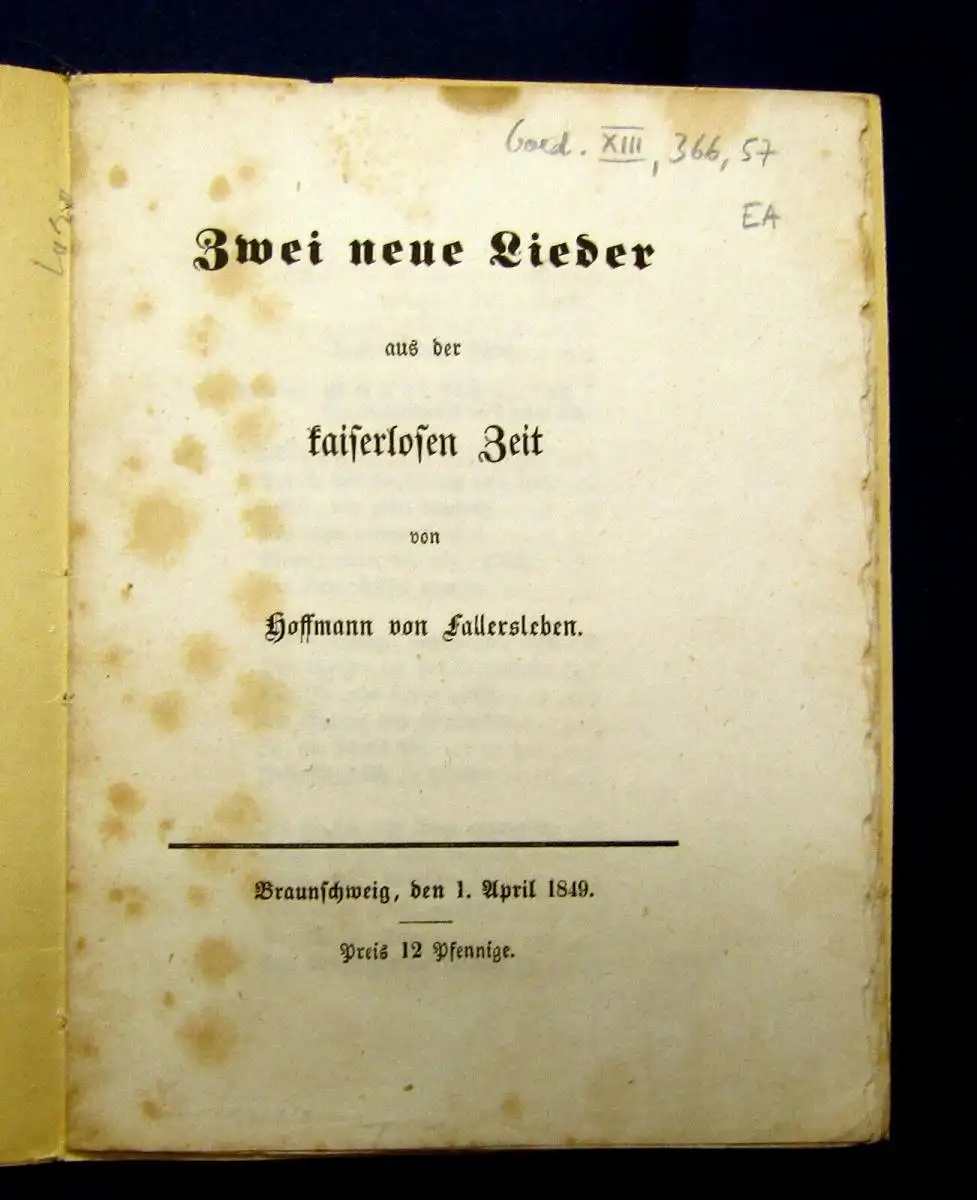 Goed. XIII, 366, 57
EA
Zwei neue Lieder
aus der
kaiſerloſen Zeit
von
Hoffmann von Fallersleben.
Braunſchweig, den 1. April 1849.
Preis 12 Pfennige.